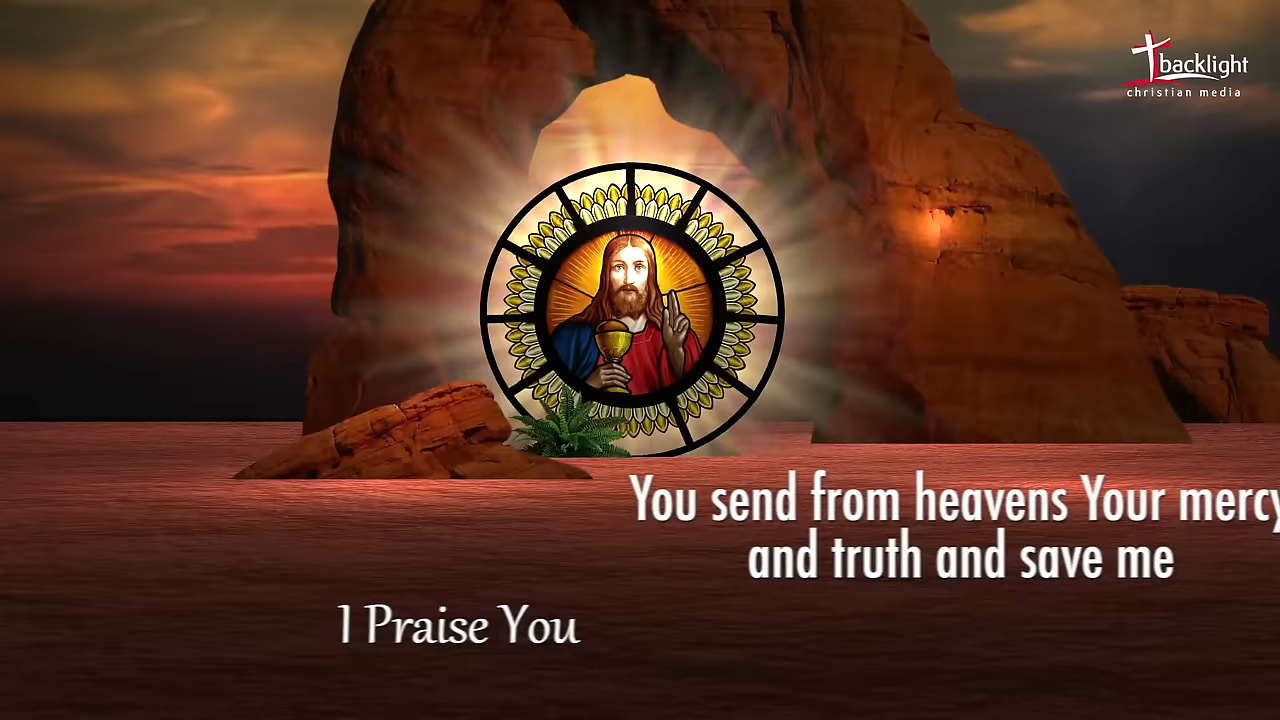 backlight
christian media
You send from heavens Your mercy
and truth and save me
I Praise You